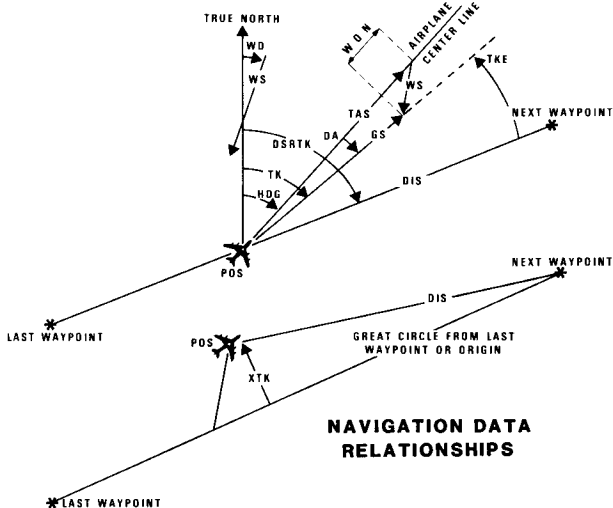 TRUE NORTH
WD
WS
WON
AIRPLANE
CENTER LINE
TAS
WS
TKE
DA
GS
NEXT WAYPOINT
DSRTK
TK
HDG
DIS
POS
LAST WAYPOINT
NEXT WAYPOINT
DIS
POS
GREAT CIRCLE FROM LAST
WAYPOINT OR ORIGIN
XTK
NAVIGATION DATA
RELATIONSHIPS
LAST WAYPOINT